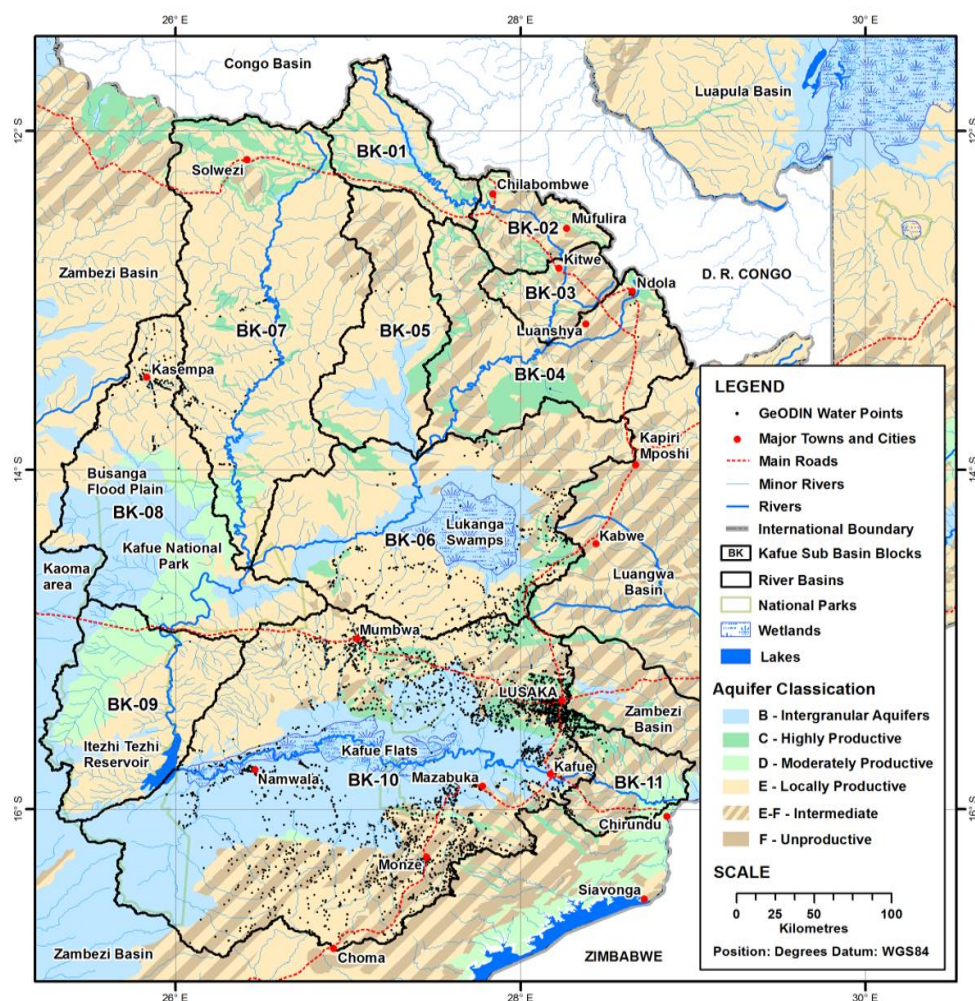 26° E
28° E
30° E
Congo Basin
Luapula Basin
12° S
12° S
BK-01
Solwezi
Chilabombwe
Mufulira
BK-02
Kitwe
Zambezi Basin
D. R. CONGO
Ndola
BK-03
BK-07
BK-05
Luanshya
BK-04
Kasempa
Kapiri
Mposhi
14° S
14° S
Busanga
Flood Plain
BK-08
Lukanga
Swamps
BK-06
Kabwe
Kafue National
Park
Kaoma
area
Luangwa
Basin
Mumbwa
BK-09
LUSAKA
Zambezi
Basin
Itezhi Tezhi
Reservoir
Kafue Flats
Kafue
Namwala
BK-10
Mazabuka
BK-11
16° S
16° S
Chirundu
Monze
Siavonga
Zambezi Basin
Choma
ZIMBABWE
26° E
28° E
30° E
LEGEND
GeODIN Water Points
Major Towns and Cities
Main Roads
Minor Rivers
Rivers
International Boundary
BK Kafue Sub Basin Blocks
River Basins
National Parks
Wetlands
Lakes
Aquifer Classication
B - Intergranular Aquifers
C - Highly Productive
D - Moderately Productive
E - Locally Productive
E-F - Intermediate
F - Unproductive
SCALE
0 25 50 100
Kilometres
Position: Degrees Datum: WGS84